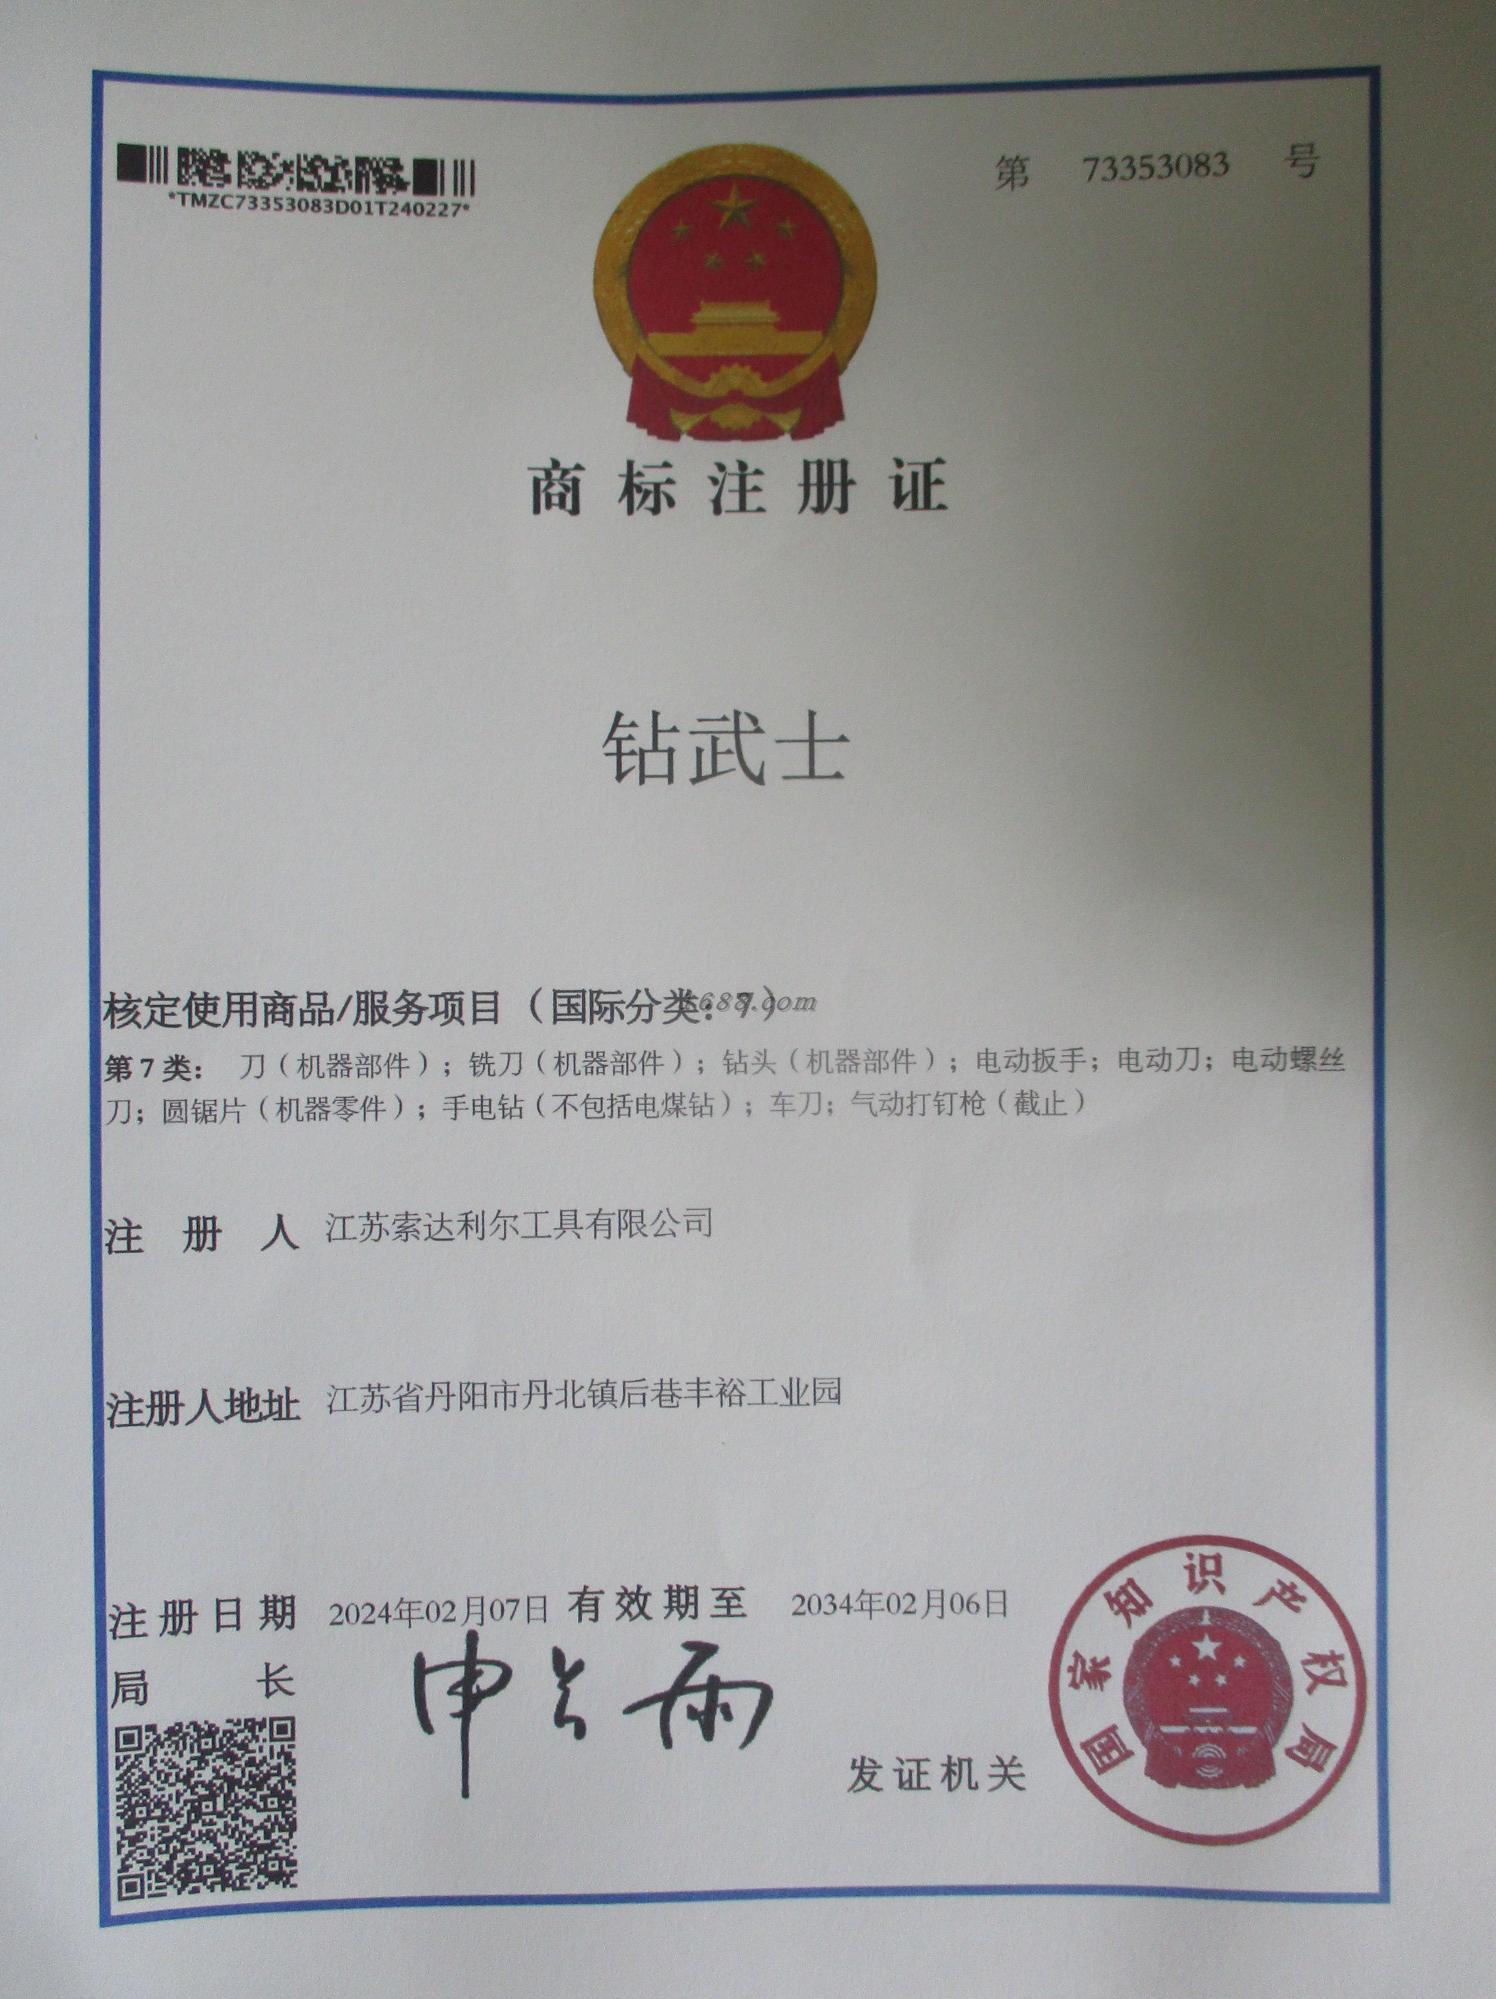 *TMZC73353083D01T240227*
第 73353083 号
商标注册证
钻武士
核定使用商品/服务项目（国际分类：7）
1688.com
第7类： 刀（机器部件）；铣刀（机器部件）；钻头（机器部件）；电动扳手；电动刀；电动螺丝
刀；圆锯片（机器零件）；手电钻（不包括电煤钻）；车刀；气动打钉枪（截止）
注册人 江苏索达利尔工具有限公司
注册人地址 江苏省丹阳市丹北镇后巷丰裕工业园
注册日期 2024年02月07日 有效期至 2034年02月06日
局长 申长雨
发证机关
国家知识产权局